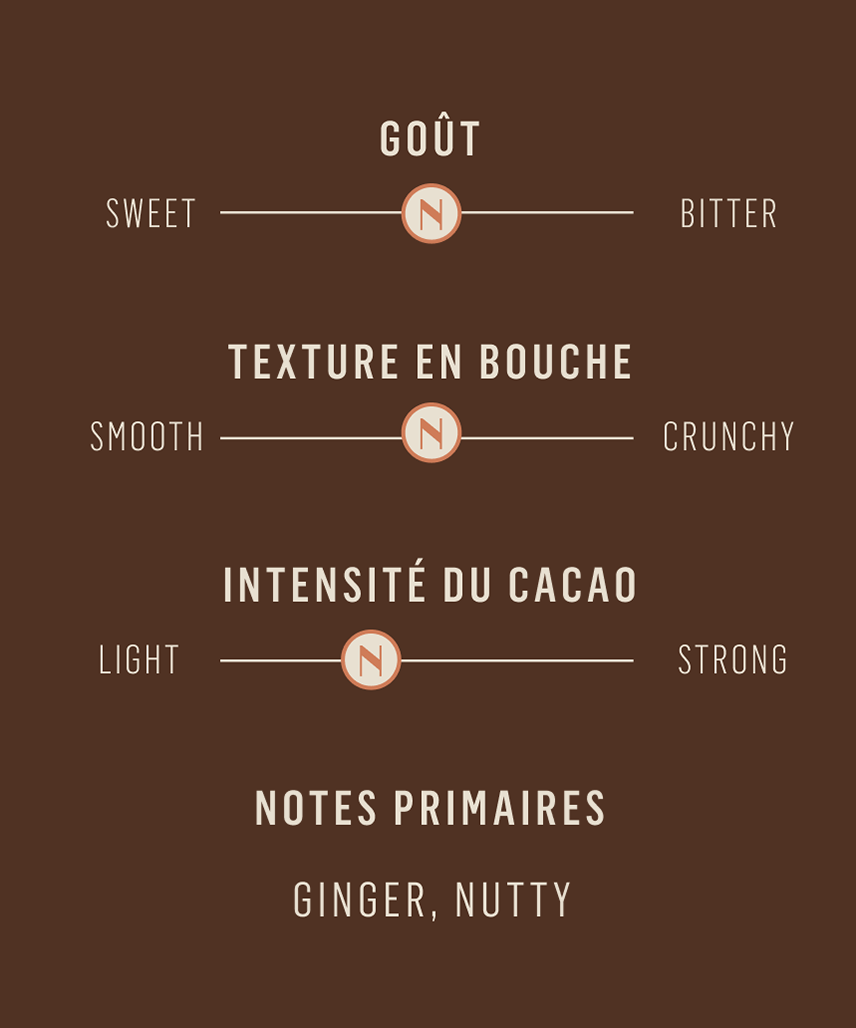 GOÛT
SWEET N BITTER
TEXTURE EN BOUCHE
SMOOTH N CRUNCHY
INTENSITÉ DU CACAO
LIGHT N STRONG
NOTES PRIMAIRES
GINGER, NUTTY